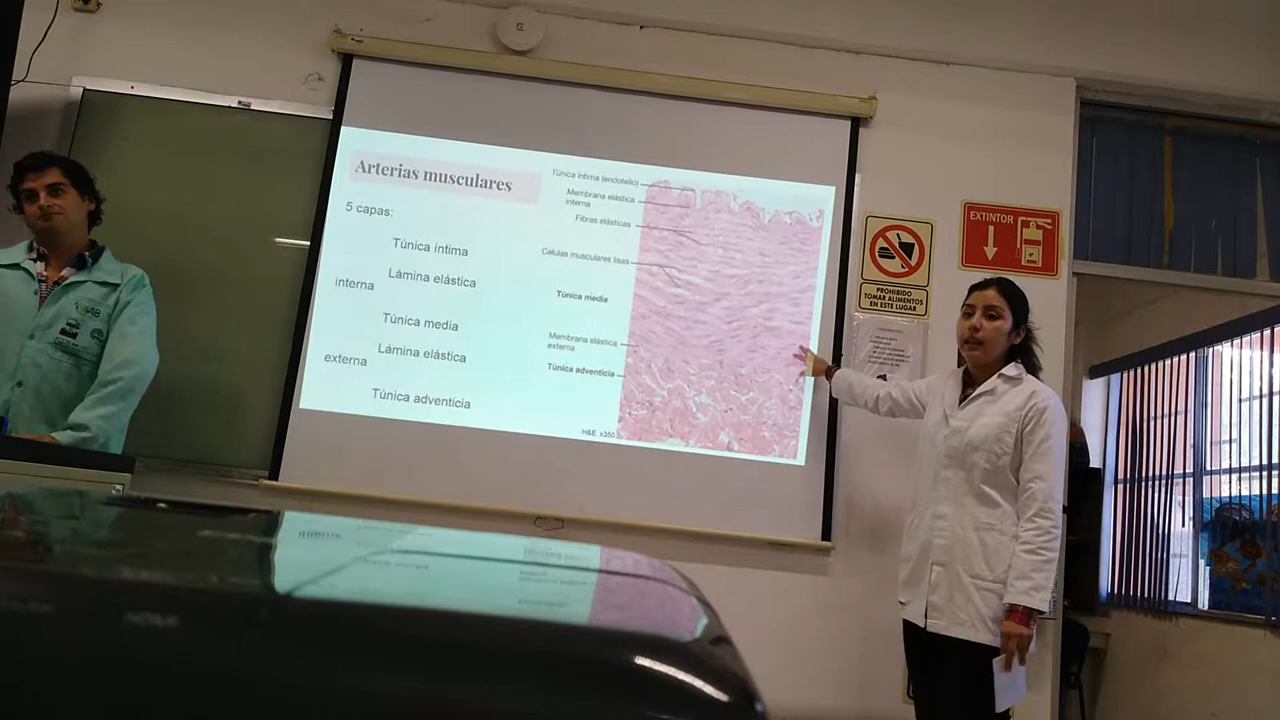 Arterias musculares
5 capas:
Túnica íntima
Lámina elástica
interna
Túnica media
Lámina elástica
externa
Túnica adventicia
Túnica íntima (endotelio)
Membrana elástica
interna
Fibras elásticas
Células musculares lisas
Túnica media
Membrana elástica
externa
Túnica adventicia
H&E. x350
PROHIBIDO
TOMAR ALIMENTOS
EN ESTE LUGAR
EXTINTOR